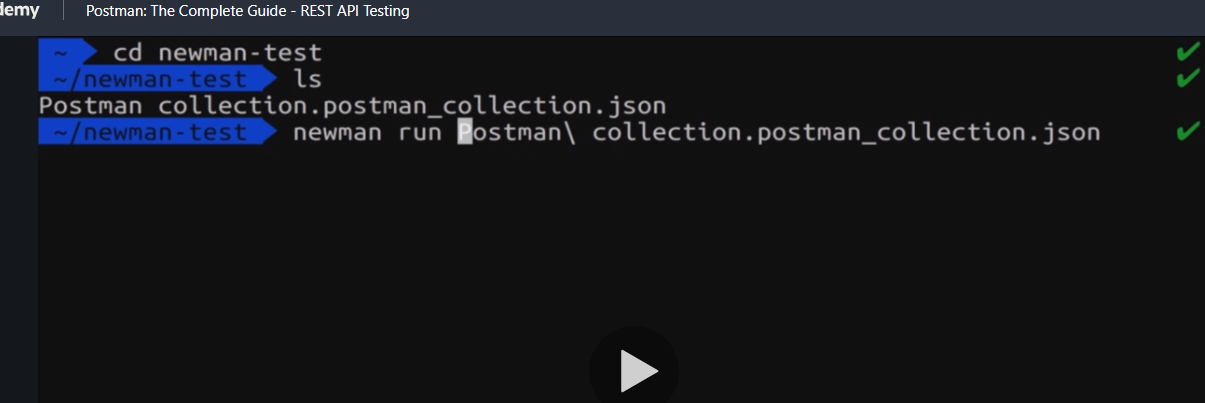 demy Postman: The Complete Guide - REST API Testing
~ cd newman-test
~/newman-test ls
Postman collection.postman_collection.json
~/newman-test newman run Postman\ collection.postman_collection.json